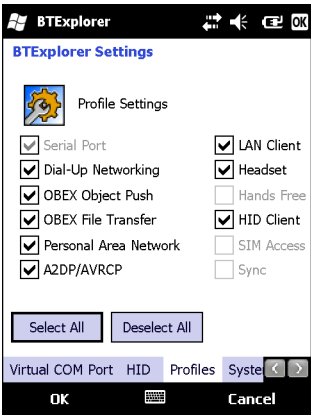 BTExplorer
OK
BTExplorer Settings
Profile Settings
Serial Port
LAN Client
Dial-Up Networking
Headset
OBEX Object Push
Hands Free
OBEX File Transfer
HID Client
Personal Area Network
SIM Access
A2DP/AVRCP
Sync
Select All
Deselect All
Virtual COM Port HID Profiles Syste
OK
Cancel